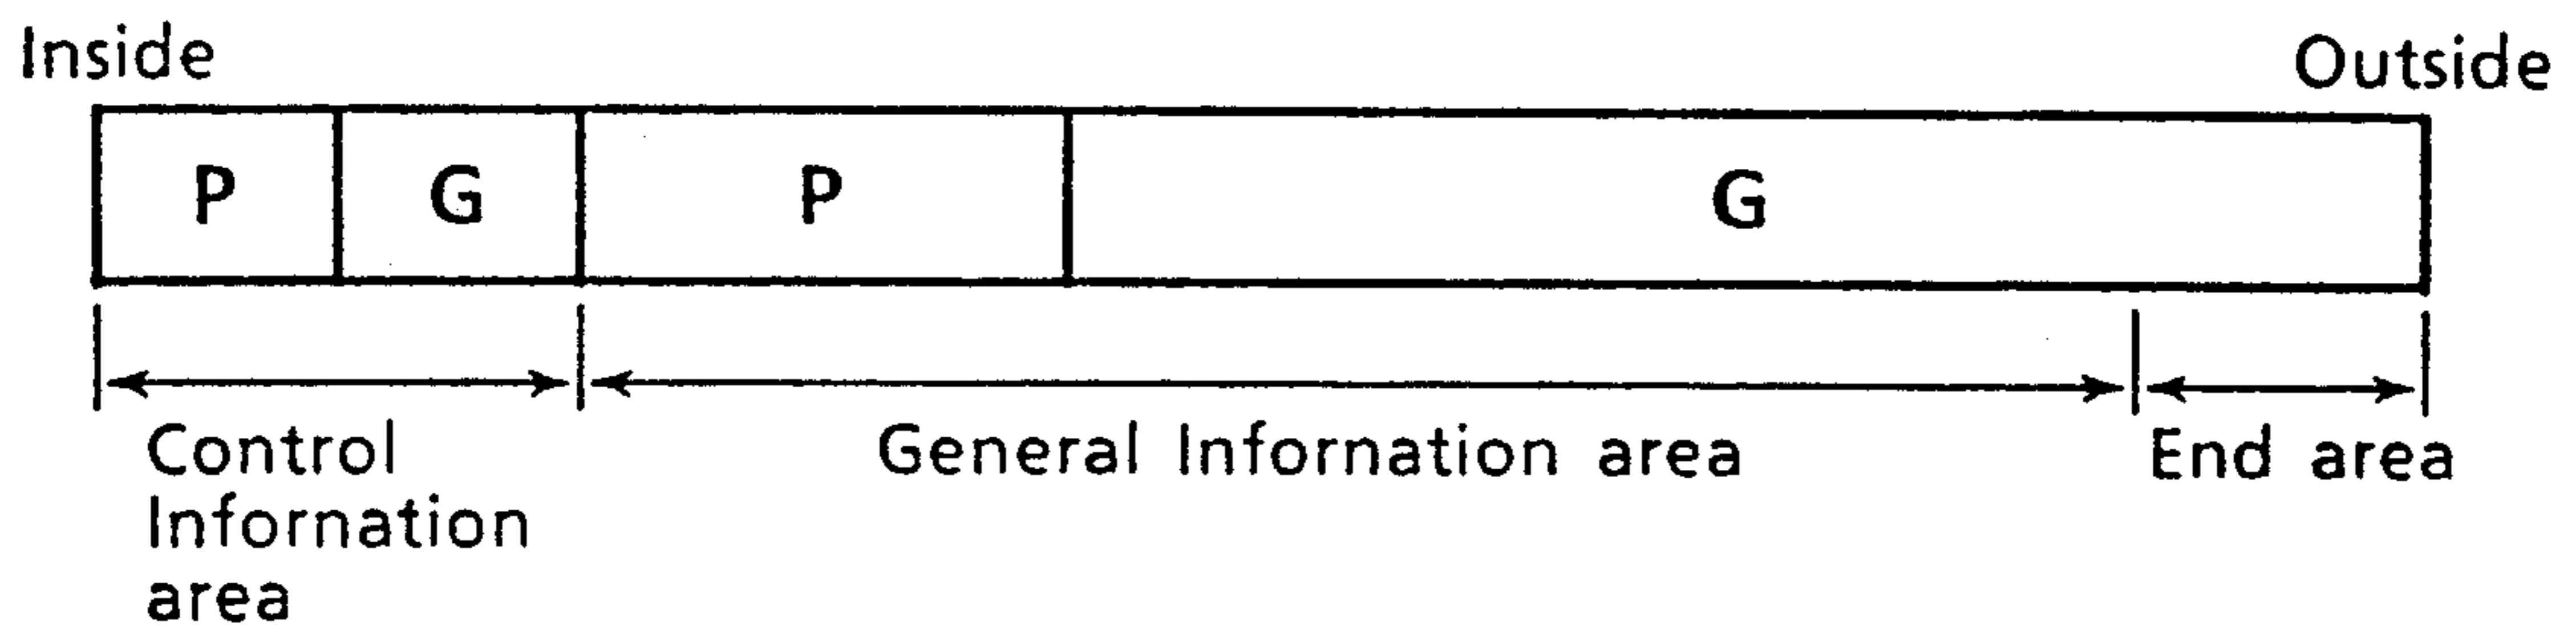 Inside
Outside
P
G
P
G
Control
Infornation
area
General Infornation area
End area